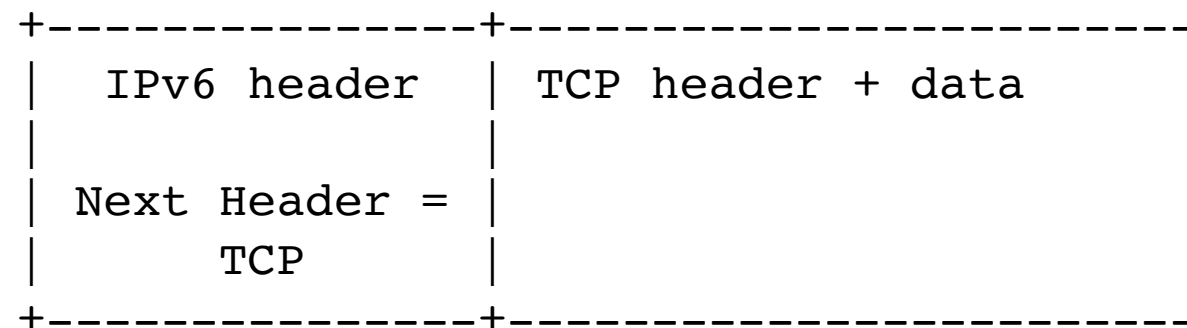 +---------------+------------------------
|  IPv6 header  | TCP header + data
|               |
| Next Header = |
|      TCP      |
+---------------+------------------------